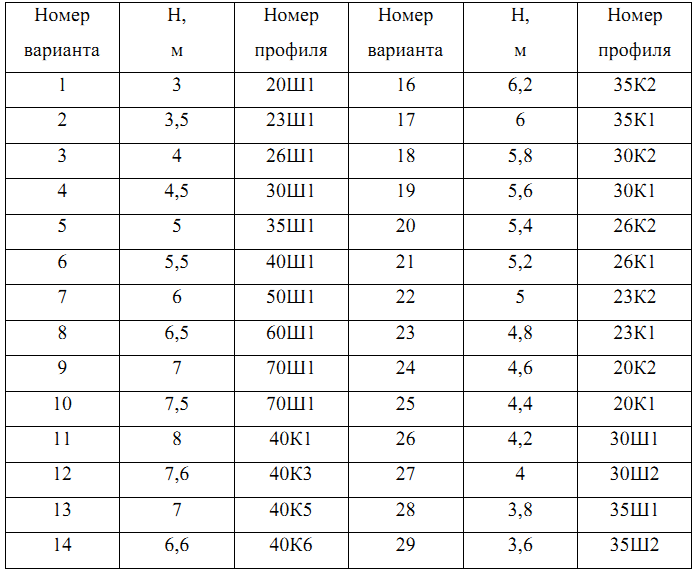 Номер Н, Номер Номер Н, Номер
варианта м профиля варианта м профиля
1 3 20Ш1 16 6,2 35К2
2 3,5 23Ш1 17 6 35К1
3 4 26Ш1 18 5,8 30К2
4 4,5 30Ш1 19 5,6 30К1
5 5 35Ш1 20 5,4 26К2
6 5,5 40Ш1 21 5,2 26К1
7 6 50Ш1 22 5 23К2
8 6,5 60Ш1 23 4,8 23К1
9 7 70Ш1 24 4,6 20К2
10 7,5 70Ш1 25 4,4 20К1
11 8 40К1 26 4,2 30Ш1
12 7,6 40К3 27 4 30Ш2
13 7 40К5 28 3,8 35Ш1
14 6,6 40К6 29 3,6 35Ш2